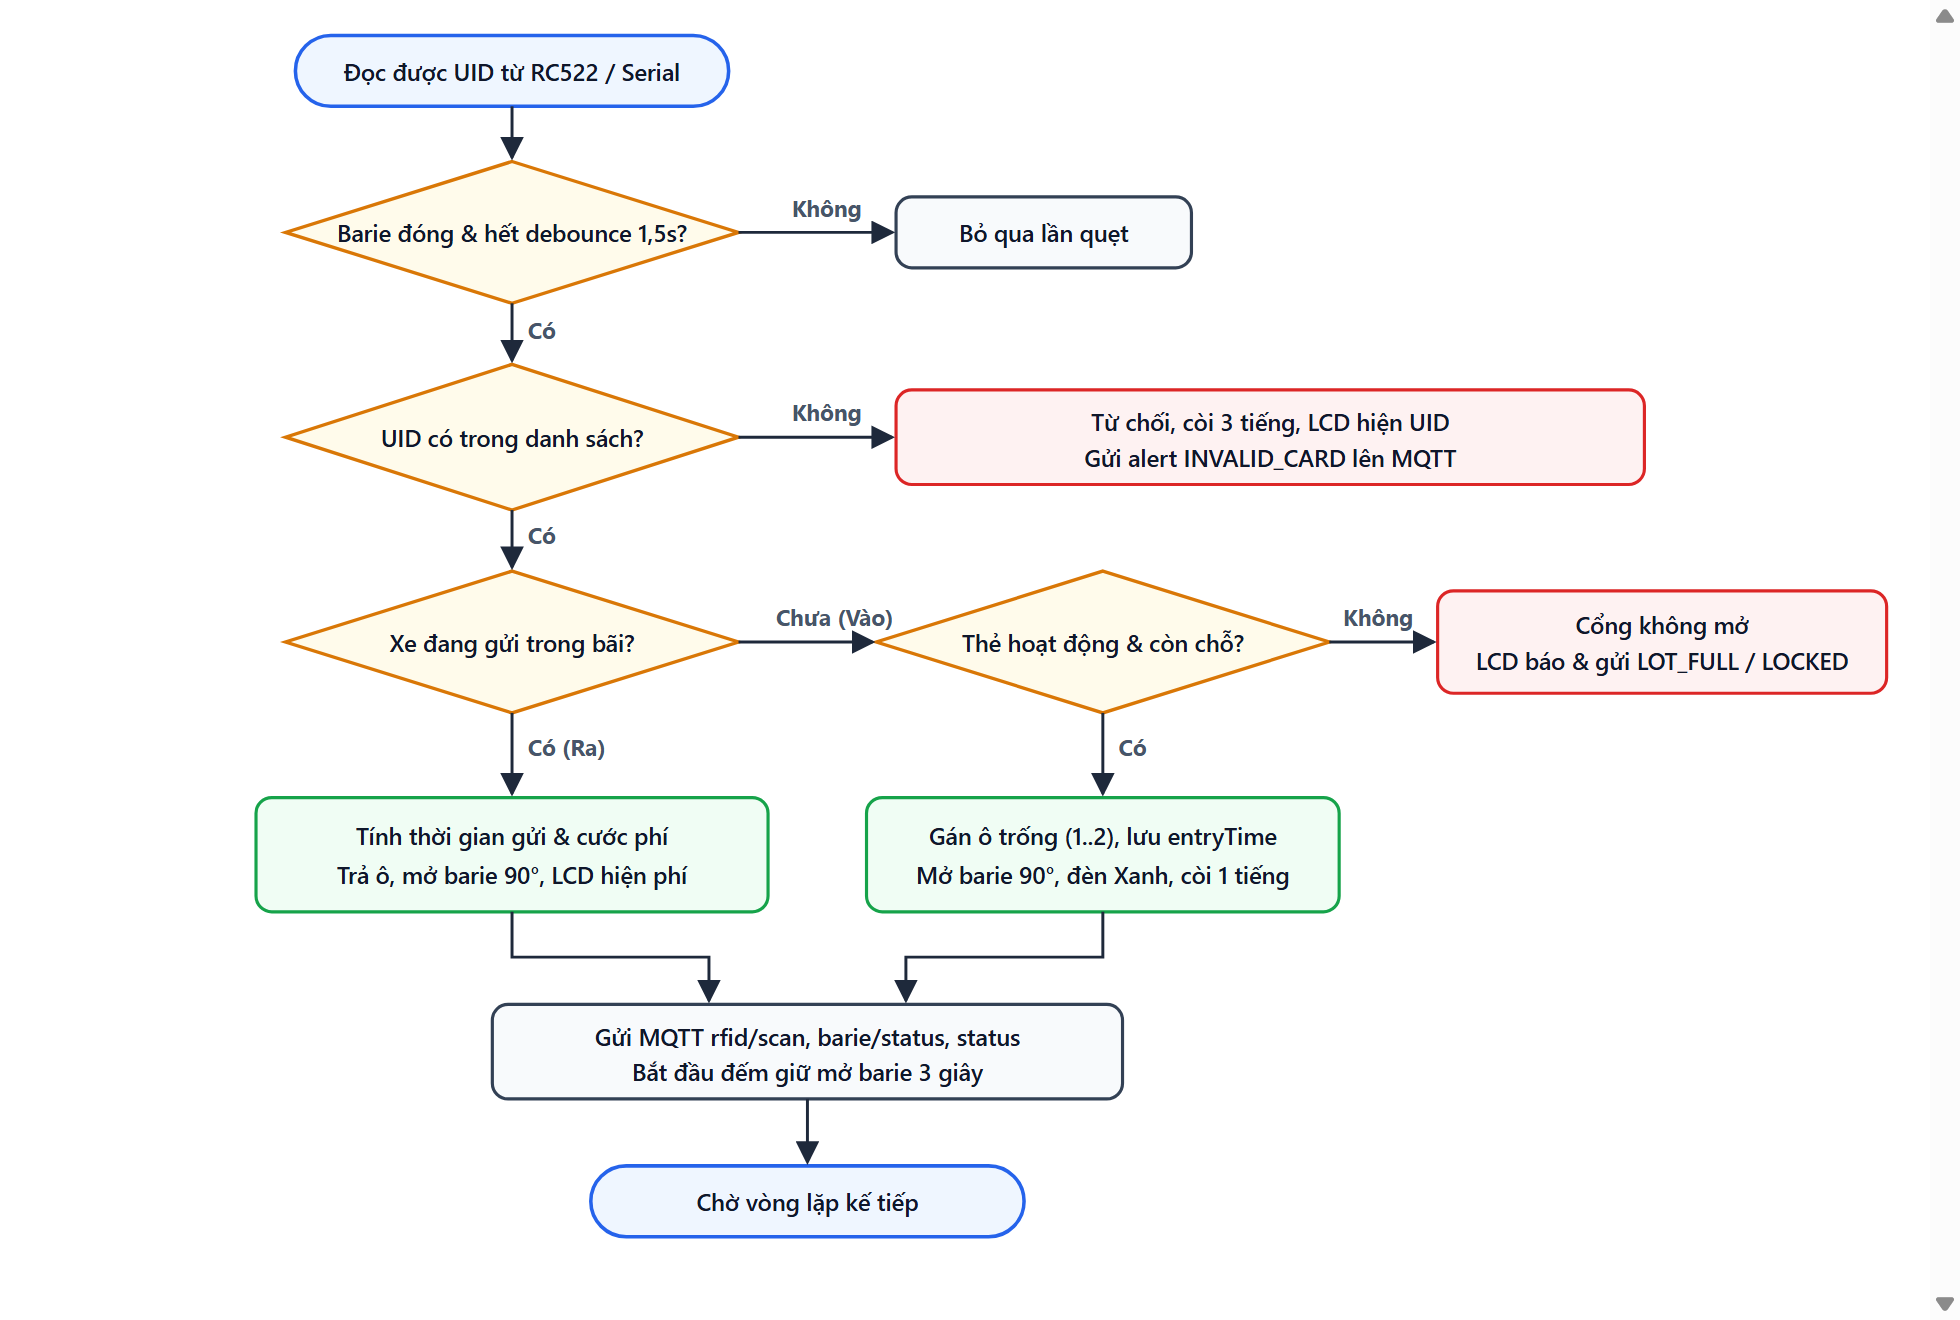 Đọc được UID từ RC522 / Serial
Barie đóng & hết debounce 1,5s?
Không
Bỏ qua lần quẹt
Có
UID có trong danh sách?
Không
Từ chối, còi 3 tiếng, LCD hiện UID
Gửi alert INVALID_CARD lên MQTT
Có
Xe đang gửi trong bãi?
Chưa (Vào)
Thẻ hoạt động & còn chỗ?
Không
Cổng không mở
LCD báo & gửi LOT_FULL / LOCKED
Có (Ra)
Có
Tính thời gian gửi & cước phí
Trả ô, mở barie 90°, LCD hiện phí
Gán ô trống (1..2), lưu entryTime
Mở barie 90°, đèn Xanh, còi 1 tiếng
Gửi MQTT rfid/scan, barie/status, status
Bắt đầu đếm giữ mở barie 3 giây
Chờ vòng lặp kế tiếp